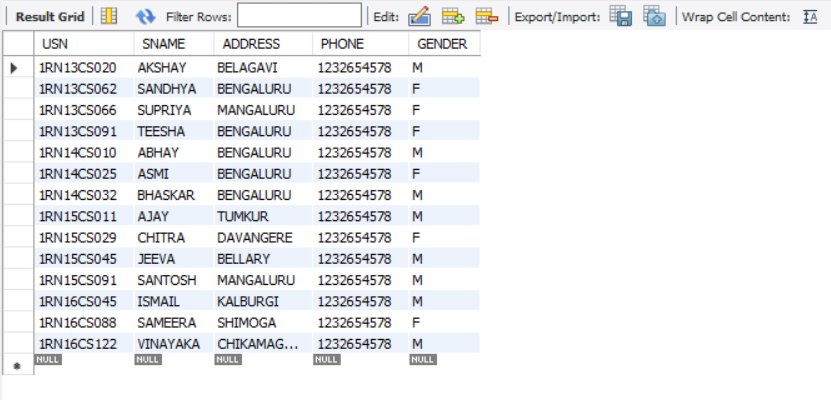 Result Grid Filter Rows: Edit: Export/Import: Wrap Cell Content: IA
USN SNAME ADDRESS PHONE GENDER
1RN13CS020 AKSHAY BELAGAVI 1232654578 M
1RN13CS062 SANDHYA BENGALURU 1232654578 F
1RN13CS066 SUPRIYA MANGALURU 1232654578 F
1RN13CS091 TEESHA BENGALURU 1232654578 F
1RN14CS010 ABHAY BENGALURU 1232654578 M
1RN14CS025 ASMI BENGALURU 1232654578 F
1RN14CS032 BHASKAR BENGALURU 1232654578 M
1RN15CS011 AJAY TUMKUR 1232654578 M
1RN15CS029 CHITRA DAVANGERE 1232654578 F
1RN15CS045 JEEVA BELLARY 1232654578 M
1RN15CS091 SANTOSH MANGALURU 1232654578 M
1RN16CS045 ISMAIL KALBURGI 1232654578 M
1RN16CS088 SAMEERA SHIMOGA 1232654578 F
1RN16CS122 VINAYAKA CHIKAMAG... 1232654578 M
NULL NULL NULL NULL NULL